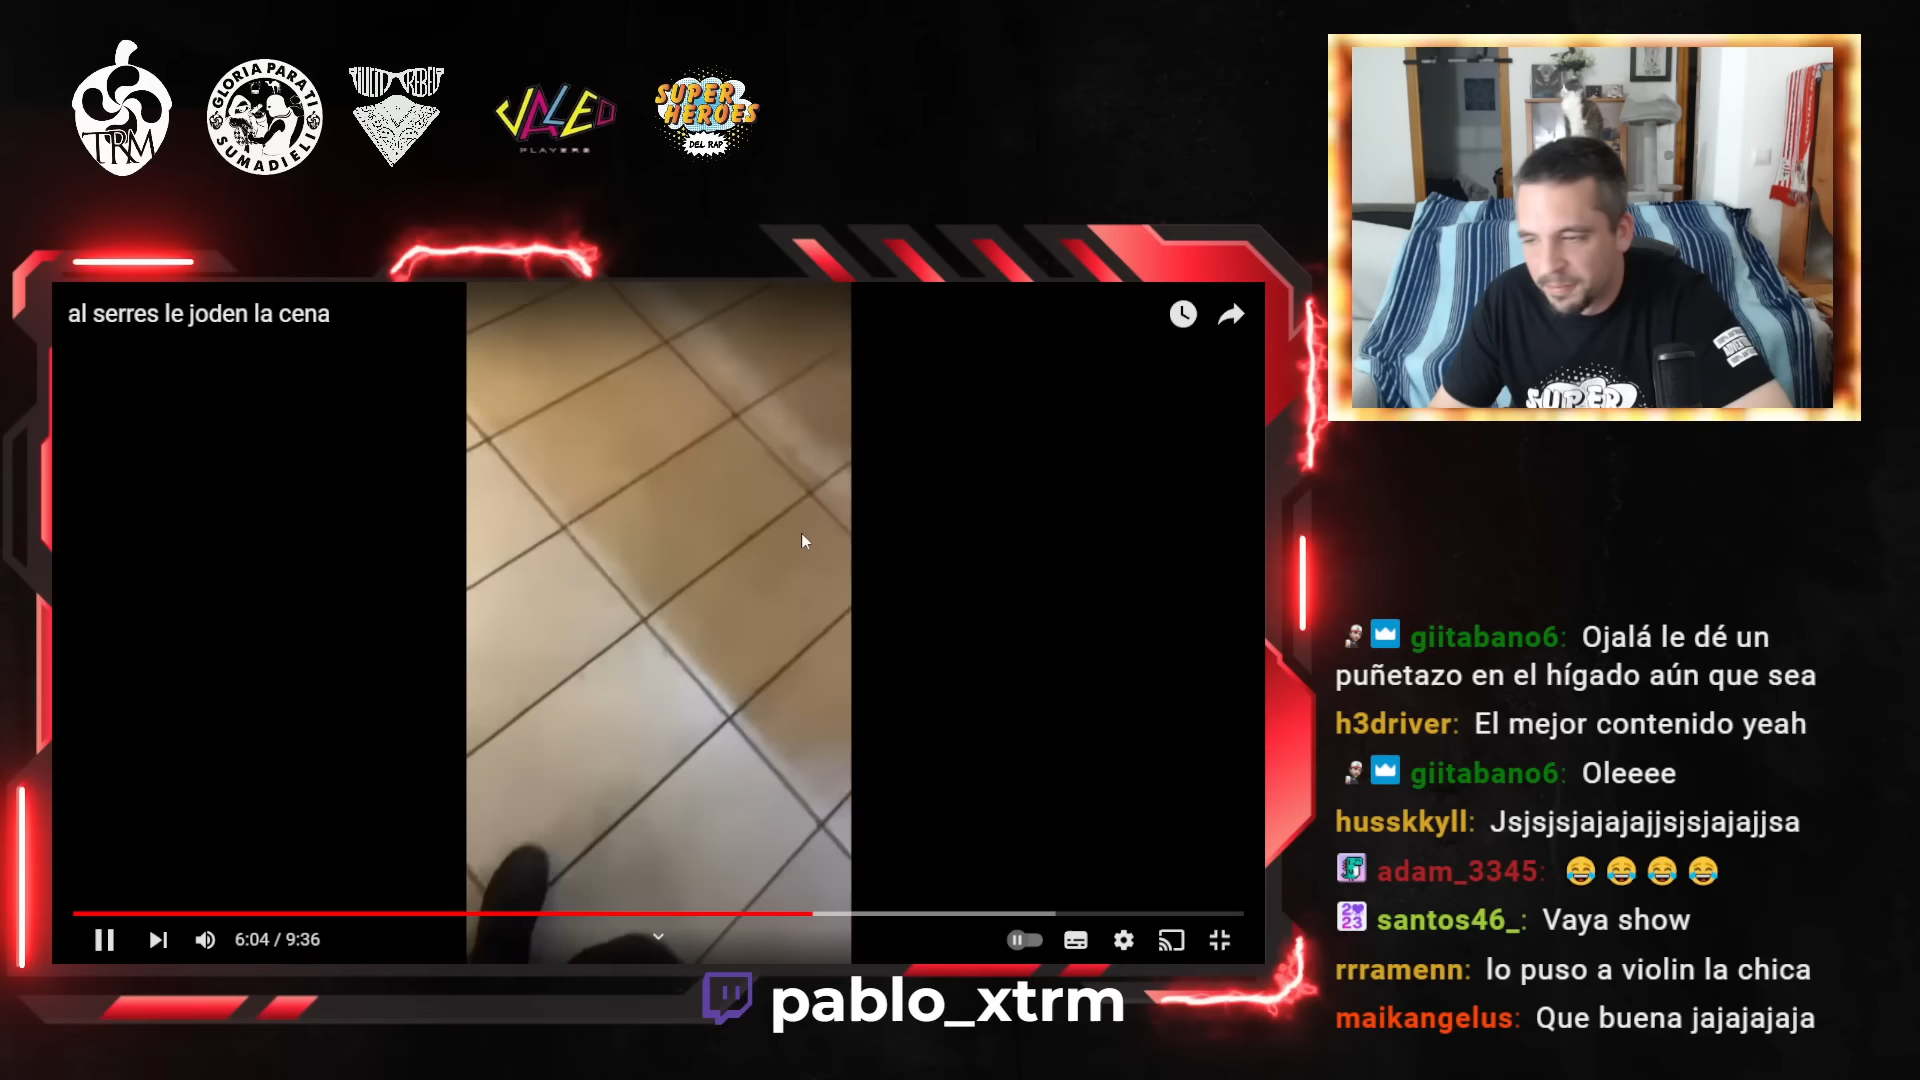 TRM
GLORIA PARA TI
SUMADIELI
VALED
PLAYERS
SUPER
HEROES
DEL RAP
al serres le joden la cena
6:04 / 9:36
pablo_xtrm
SUPER
giitabano6: Ojalá le dé un
puñetazo en el hígado aún que sea
h3driver: El mejor contenido yeah
giitabano6: Oleeee
husskkyll: Jsjsjsjajajajjsjsjajajjsa
adam_3345: 😂 😂 😂 😂
santos46_: Vaya show
rrramenn: lo puso a violin la chica
maikangelus: Que buena jajajajaja